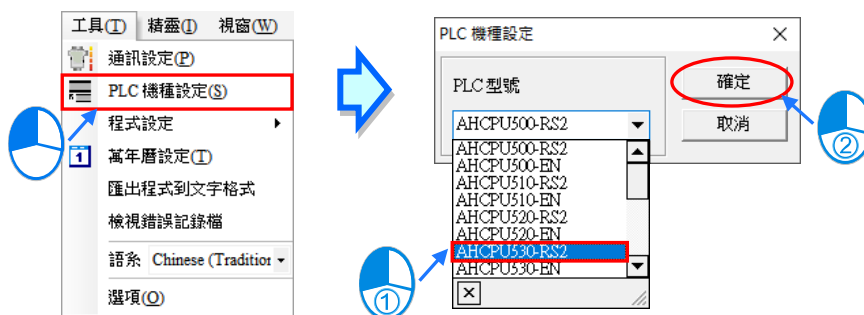 工具(T) 精靈(I) 視窗(W)
通訊設定(P)
PLC 機種設定(S)
程式設定
1 萬年曆設定(T)
匯出程式到文字格式
檢視錯誤記錄檔
語系 Chinese (Tradition
選項(O)
PLC 機種設定
PLC 型號
確定
取消
AHCPU500-RS2
AHCPU500-RS2
AHCPU500-EN
AHCPU510-RS2
AHCPU510-EN
AHCPU520-RS2
AHCPU520-EN
AHCPU530-RS2
AHCPU530-EN
①
②